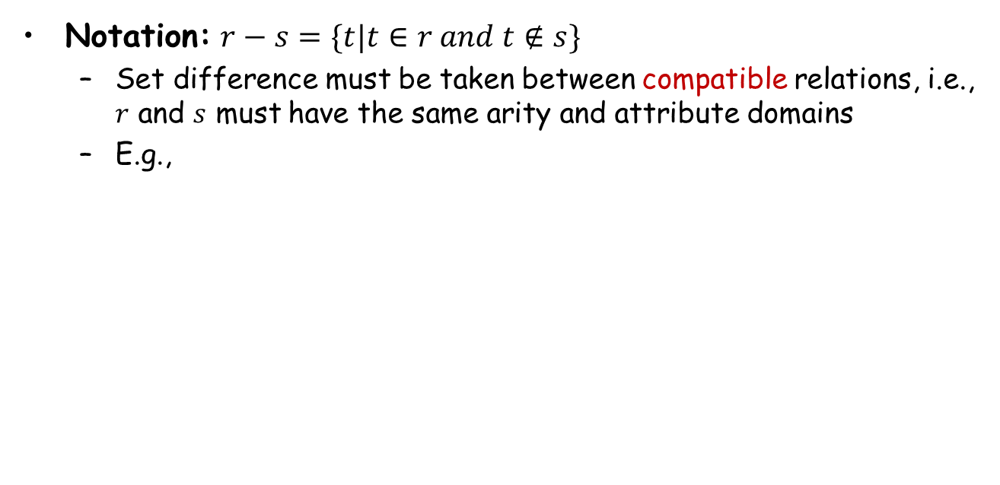 • Notation: r − s = {t|t ∈ r and t ∉ s}
– Set difference must be taken between compatible relations, i.e.,
r and s must have the same arity and attribute domains
– E.g.,